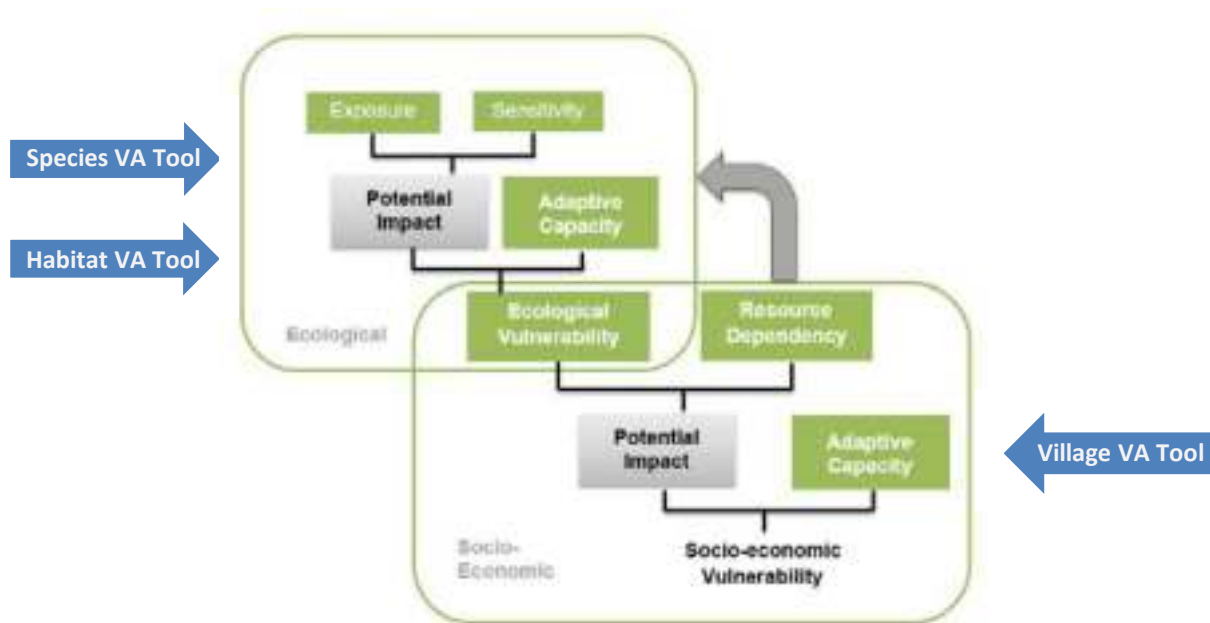 Exposure
Sensitivity
Species VA Tool
Potential
Impact
Adaptive
Capacity
Habitat VA Tool
Ecological
Ecological
Vulnerability
Resource
Dependency
Potential
Impact
Adaptive
Capacity
Village VA Tool
Socio-
Economic
Socio-economic
Vulnerability